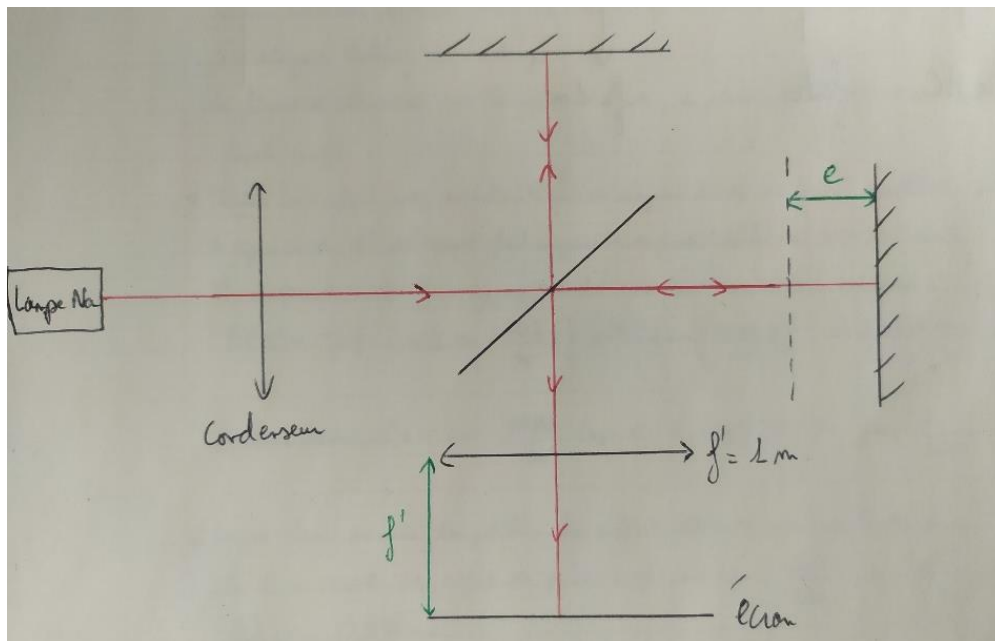 e
Lampe Na
Condenseur
f' = 1 m
f'
écran